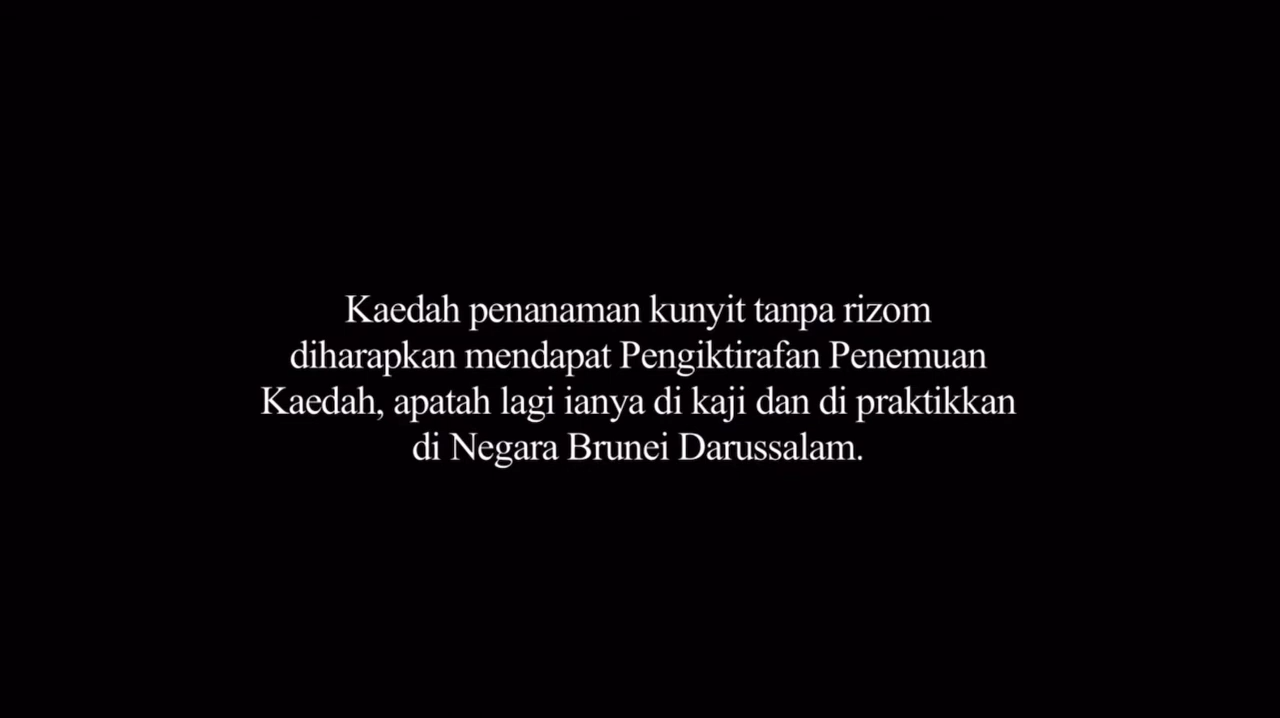 Kaedah penanaman kunyit tanpa rizom
diharapkan mendapat Pengiktirafan Penemuan
Kaedah, apatah lagi ianya di kaji dan di praktikkan
di Negara Brunei Darussalam.